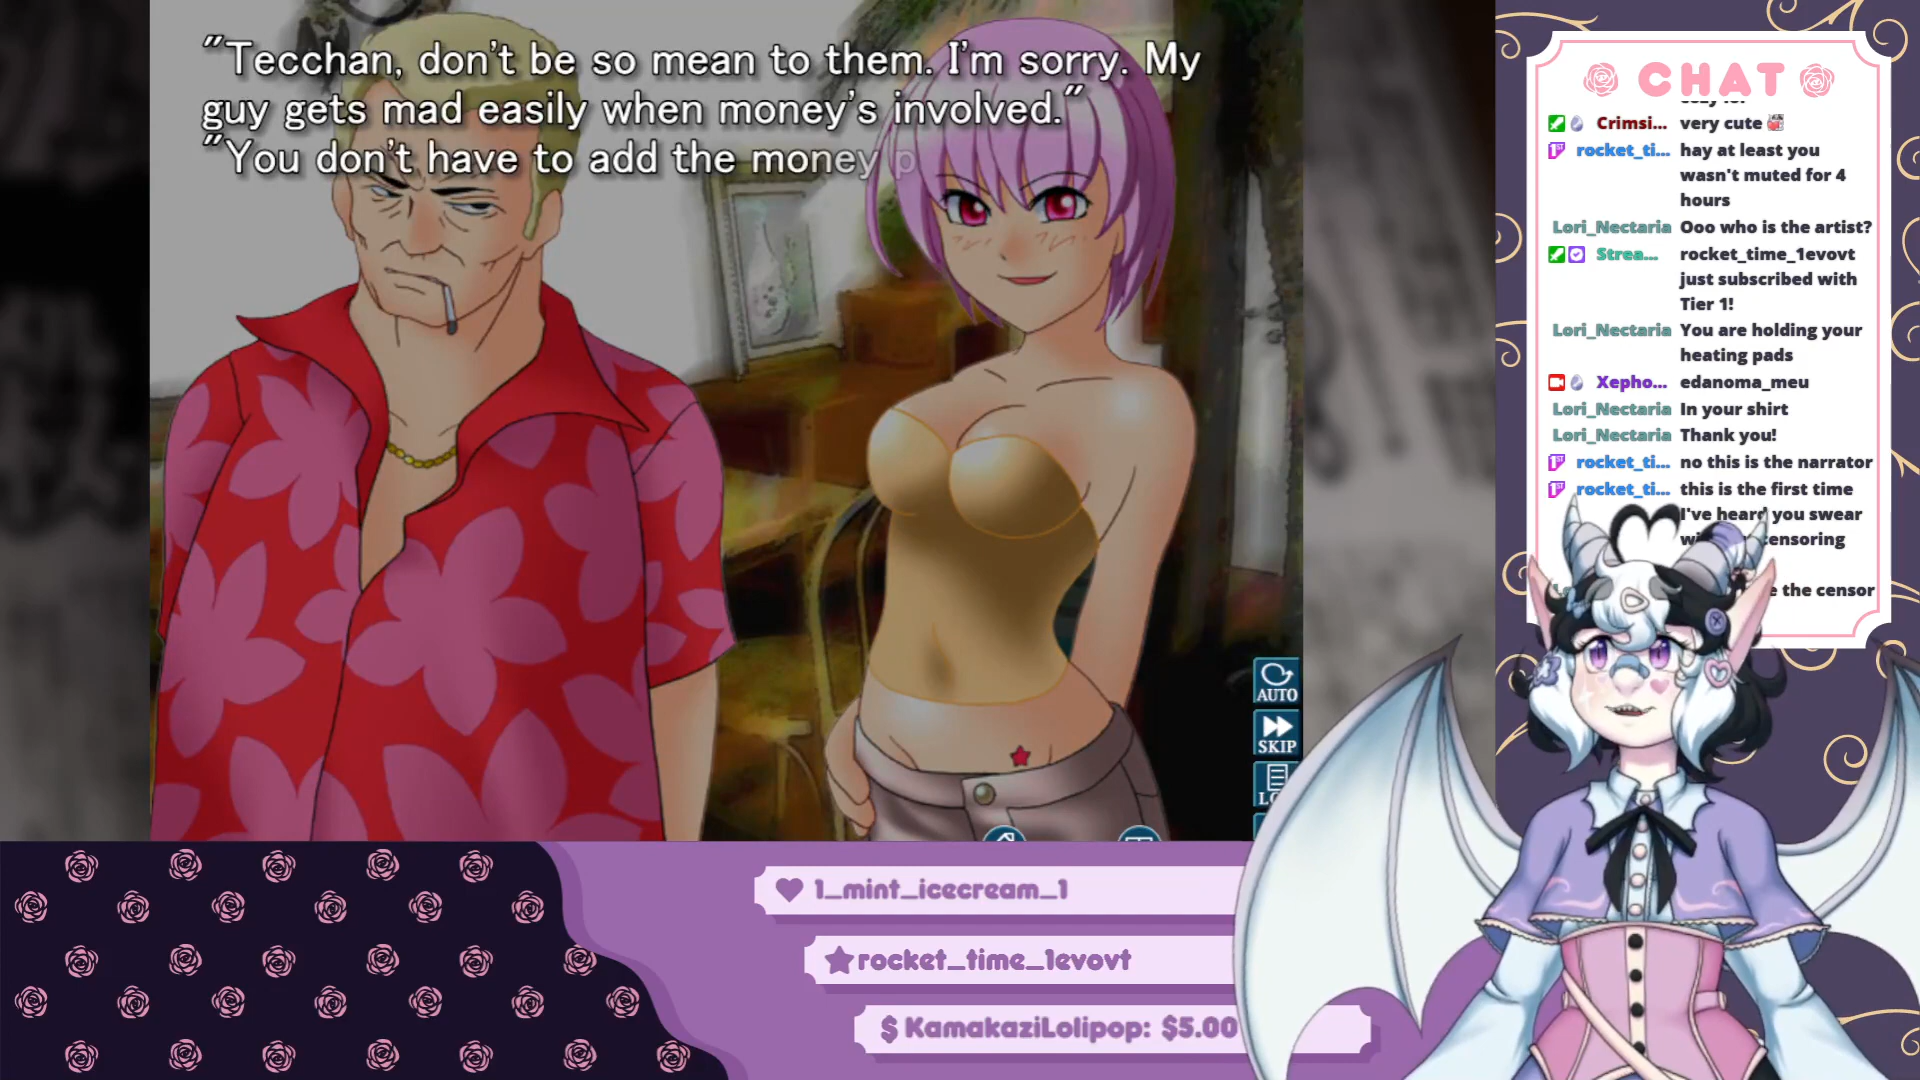 "Tecchan, don't be so mean to them. I'm sorry. My
guy gets mad easily when money's involved."
"You don't have to add the money p
AUTO
SKIP
CHAT
Crimsi... very cute
rocket_ti... hay at least you
wasn't muted for 4
hours
Lori_Nectaria Ooo who is the artist?
Strea... rocket_time_1evovt
just subscribed with
Tier 1!
Lori_Nectaria You are holding your
heating pads
Xepho... edanoma_meu
Lori_Nectaria In your shirt
Lori_Nectaria Thank you!
rocket_ti... no this is the narrator
rocket_ti... this is the first time
I've heard you swear
censoring
the censor
1_mint_icecream_1
rocket_time_1evovt
$ KamakaziLolipop: $5.00